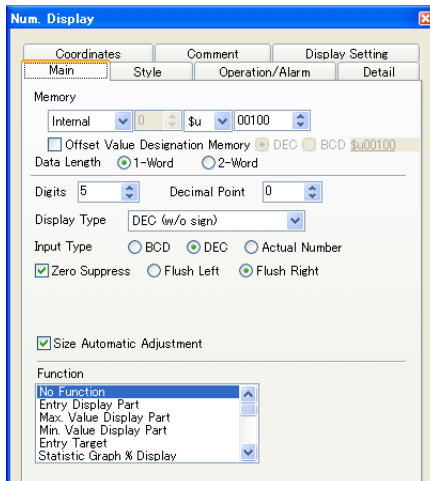 Num. Display
Coordinates Comment Display Setting
Main Style Operation/Alarm Detail
Memory
Internal 0 $u 00100
Offset Value Designation Memory DEC BCD $u00100
Data Length 1-Word 2-Word
Digits 5 Decimal Point 0
Display Type DEC (w/o sign)
Input Type BCD DEC Actual Number
Zero Suppress Flush Left Flush Right
Size Automatic Adjustment
Function
No Function
Entry Display Part
Max. Value Display Part
Min. Value Display Part
Entry Target
Statistic Graph % Display